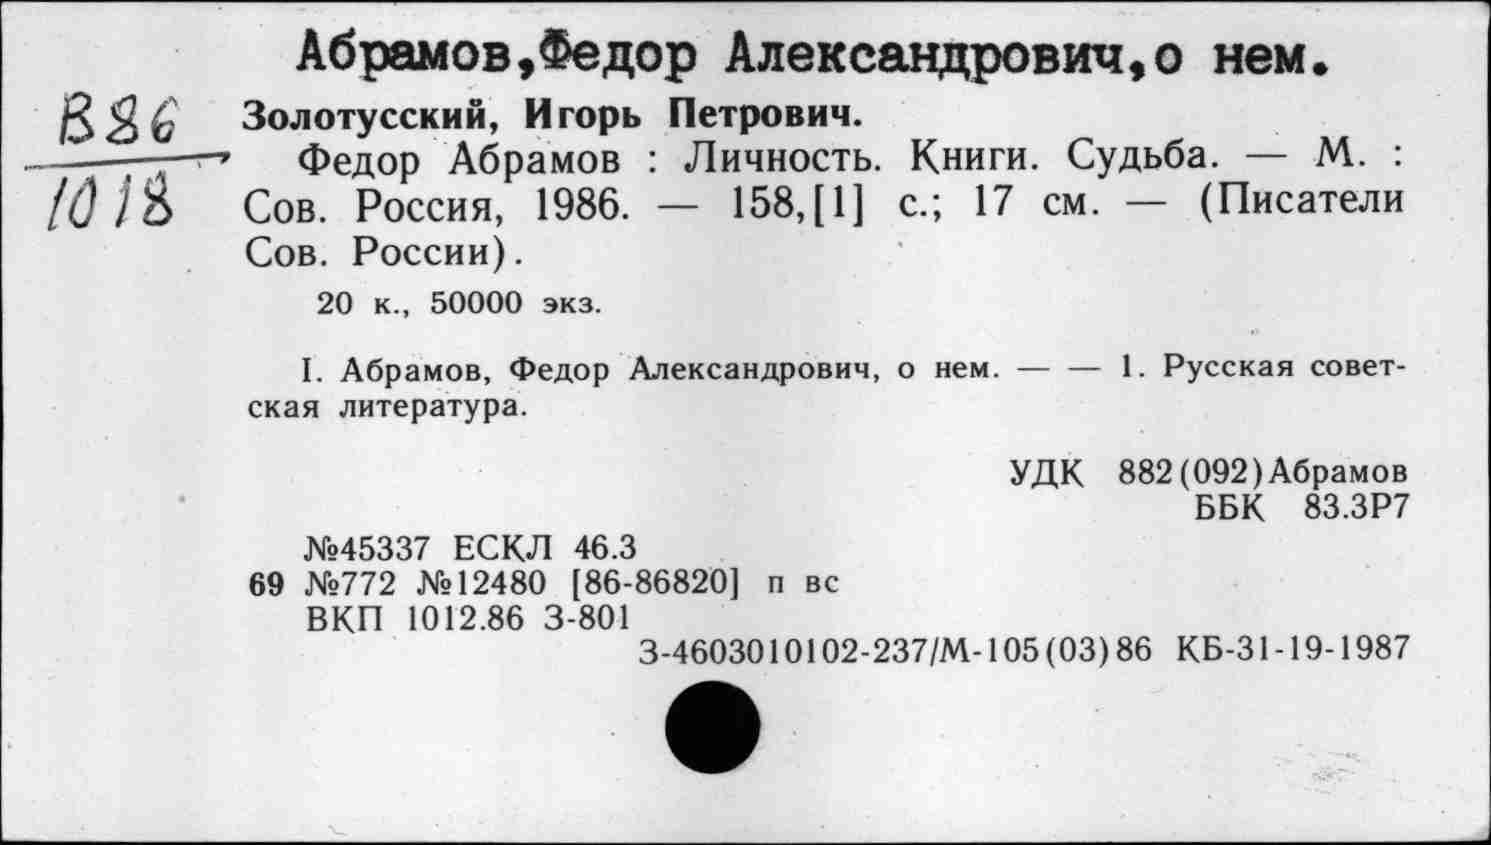 Абрамов,Федор Александрович,о нем.
В86
1018
Золотусский, Игорь Петрович.
Федор Абрамов : Личность. Книги. Судьба. — М. :
Сов. Россия, 1986. — 158,[1] с.; 17 см. — (Писатели
Сов. России).
20 к., 50000 экз.
I. Абрамов, Федор Александрович, о нем. — — 1. Русская совет-
ская литература.
УДК 882(092)Абрамов
ББК 83.3Р7
№45337 ЕСКЛ 46.3
69 №772 №12480 [86-86820] п вс
ВКП 1012.86 З-801
З-4603010102-237/М-105(03)86 КБ-31-19-1987